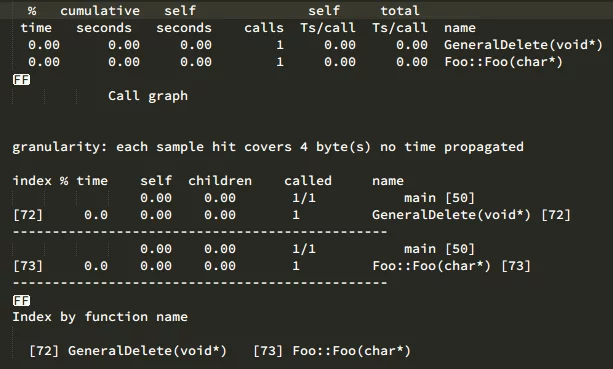 %   cumulative   self              self     total
 time   seconds   seconds    calls  Ts/call  Ts/call  name
  0.00      0.00     0.00        1     0.00     0.00  GeneralDelete(void*)
  0.00      0.00     0.00        1     0.00     0.00  Foo::Foo(char*)
FF
            Call graph
granularity: each sample hit covers 4 byte(s) no time propagated
index % time    self  children    called     name
                0.00    0.00       1/1           main [50]
[72]     0.0    0.00    0.00       1         GeneralDelete(void*) [72]
-----------------------------------------------
                0.00    0.00       1/1           main [50]
[73]     0.0    0.00    0.00       1         Foo::Foo(char*) [73]
-----------------------------------------------
FF
Index by function name
  [72] GeneralDelete(void*)   [73] Foo::Foo(char*)